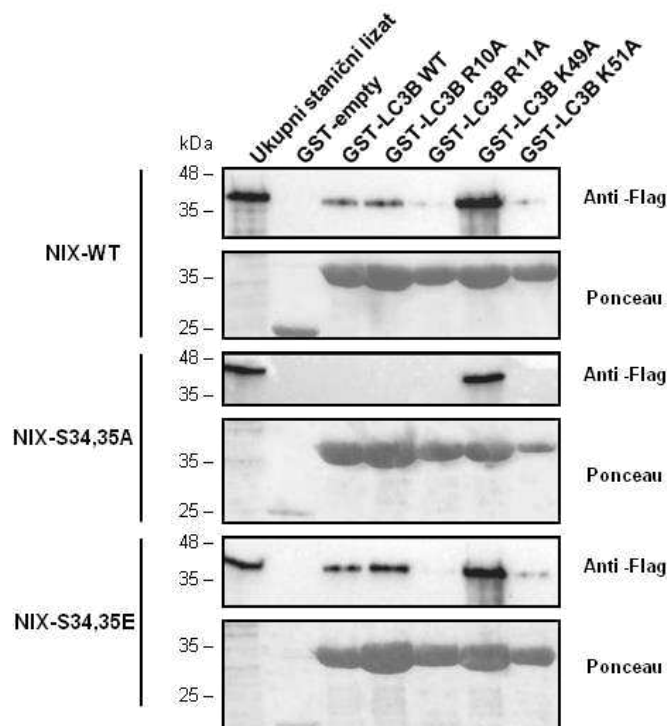 Ukupni stanični lizat
GST-empty
GST-LC3B WT
GST-LC3B R10A
GST-LC3B R11A
GST-LC3B K49A
GST-LC3B K51A
kDa
NIX-WT
48 –
35 –
Anti -Flag
35 –
25 –
Ponceau
NIX-S34,35A
48 –
35 –
Anti -Flag
35 –
25 –
Ponceau
NIX-S34,35E
48 –
35 –
Anti -Flag
35 –
25 –
Ponceau